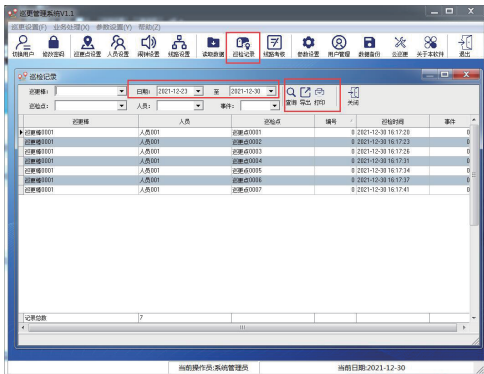 巡更管理系统V1.1
巡更设置(F) 业务处理(X) 参数设置(Y) 帮助(Z)
切换用户 修改密码 巡更点设置 人员设置 闹钟设置 线路设置 读取数据 巡检记录 线路考核 参数设置 用户管理 数据备份 云巡更 关于本软件 退出
巡检记录
巡更棒: 日期: 2021-12-23 至 2021-12-30 查询 导出 打印 关闭
巡检点: 人员: 事件:
巡更棒 人员 巡检点 编号 巡检时间 事件
巡更棒0001 人员001 巡更点0001 0 2021-12-30 16:17:20 0
巡更棒0001 人员001 巡更点0002 0 2021-12-30 16:17:23 0
巡更棒0001 人员001 巡更点0003 0 2021-12-30 16:17:26 0
巡更棒0001 人员001 巡更点0004 0 2021-12-30 16:17:31 0
巡更棒0001 人员001 巡更点0005 0 2021-12-30 16:17:34 0
巡更棒0001 人员001 巡更点0006 0 2021-12-30 16:17:37 0
巡更棒0001 人员001 巡更点0007 0 2021-12-30 16:17:41 0
记录总数 7
当前操作员:系统管理员 当前日期:2021-12-30